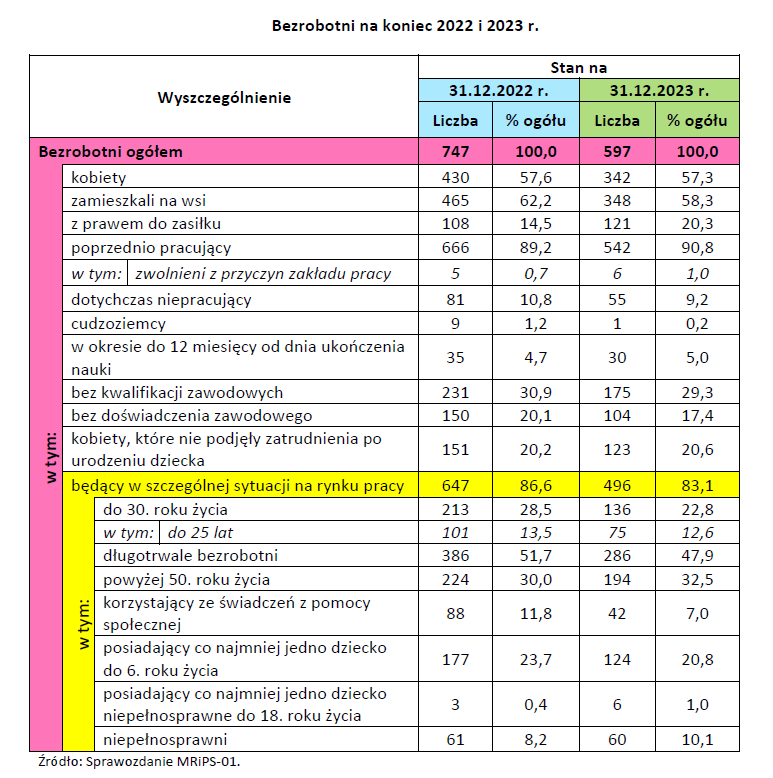 Bezrobotni na koniec 2022 i 2023 r.
Wyszczególnienie
Stan na
31.12.2022 r. 31.12.2023 r.
Liczba % ogółu Liczba % ogółu
Bezrobotni ogółem 747 100,0 597 100,0
w tym:
kobiety 430 57,6 342 57,3
zamieszkali na wsi 465 62,2 348 58,3
z prawem do zasiłku 108 14,5 121 20,3
poprzednio pracujący 666 89,2 542 90,8
w tym: zwolnieni z przyczyn zakładu pracy 5 0,7 6 1,0
dotychczas niepracujący 81 10,8 55 9,2
cudzoziemcy 9 1,2 1 0,2
w okresie do 12 miesięcy od dnia ukończenia
nauki 35 4,7 30 5,0
bez kwalifikacji zawodowych 231 30,9 175 29,3
bez doświadczenia zawodowego 150 20,1 104 17,4
kobiety, które nie podjęły zatrudnienia po
urodzeniu dziecka 151 20,2 123 20,6
będący w szczególnej sytuacji na rynku pracy 647 86,6 496 83,1
w tym:
do 30. roku życia 213 28,5 136 22,8
w tym: do 25 lat 101 13,5 75 12,6
długotrwale bezrobotni 386 51,7 286 47,9
powyżej 50. roku życia 224 30,0 194 32,5
korzystający ze świadczeń z pomocy
społecznej 88 11,8 42 7,0
posiadający co najmniej jedno dziecko
do 6. roku życia 177 23,7 124 20,8
posiadający co najmniej jedno dziecko
niepełnosprawne do 18. roku życia 3 0,4 6 1,0
niepełnosprawni 61 8,2 60 10,1
Źródło: Sprawozdanie MRiPS-01.